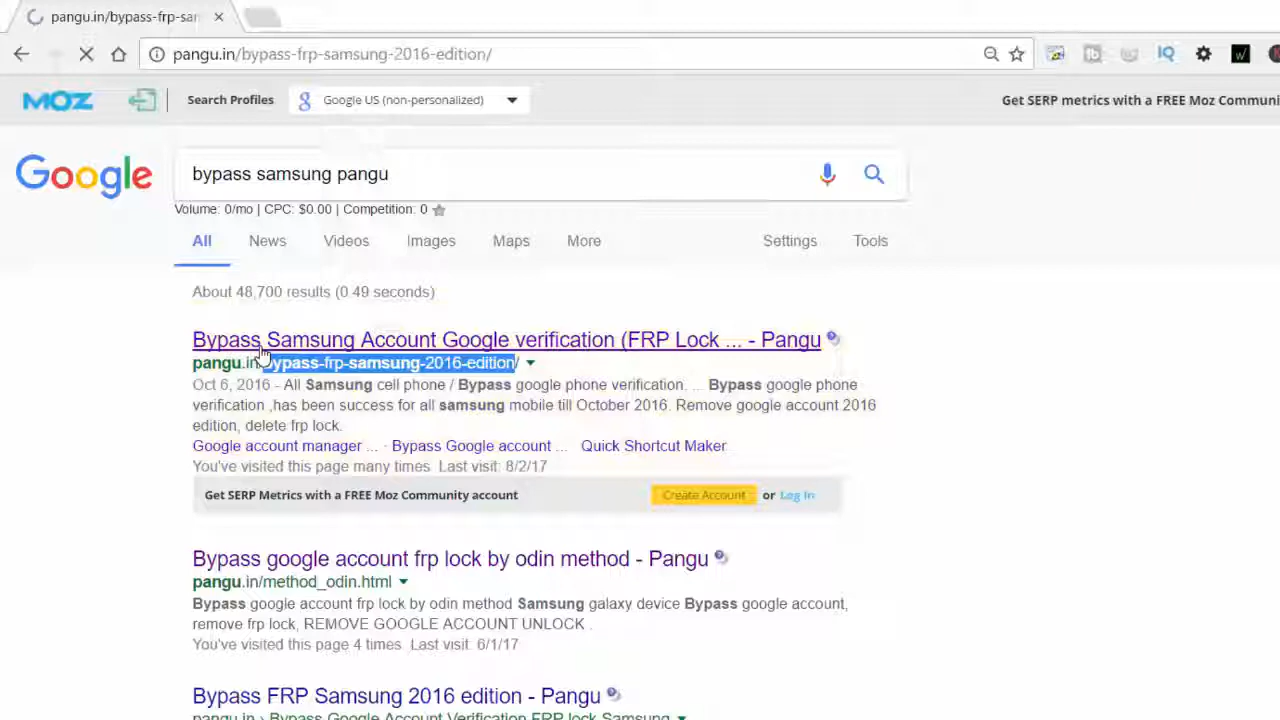 pangu.in/bypass-frp-sar
pangu.in/bypass-frp-samsung-2016-edition/
IQ
MOZ
Search Profiles
Google US (non-personalized)
Get SERP metrics with a FREE Moz Communi
Google
bypass samsung pangu
Volume: 0/mo | CPC: $0.00 | Competition: 0
All News Videos Images Maps More Settings Tools
About 48,700 results (0.49 seconds)
Bypass Samsung Account Google verification (FRP Lock ... - Pangu
pangu.in/bypass-frp-samsung-2016-edition/
Oct 6, 2016 - All Samsung cell phone / Bypass google phone verification. ... Bypass google phone
verification ,has been success for all samsung mobile till October 2016. Remove google account 2016
edition, delete frp lock.
Google account manager ... · Bypass Google account ... · Quick Shortcut Maker
You've visited this page many times. Last visit: 8/2/17
Get SERP Metrics with a FREE Moz Community account Create Account or Log In
Bypass google account frp lock by odin method - Pangu
pangu.in/method_odin.html
Bypass google account frp lock by odin method Samsung galaxy device Bypass google account,
remove frp lock, REMOVE GOOGLE ACCOUNT UNLOCK .
You've visited this page 4 times. Last visit: 6/1/17
Bypass FRP Samsung 2016 edition - Pangu
pangu.in › Bypass Google Account Verification FRP lock Samsung